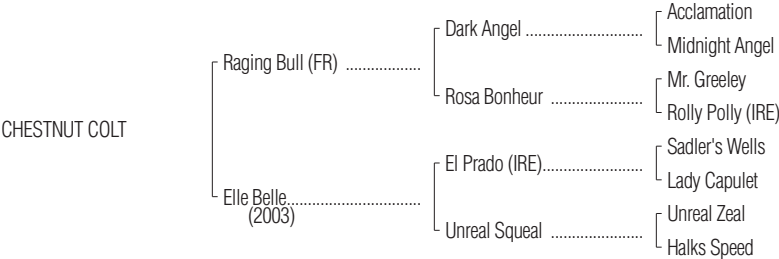 Acclamation
Dark Angel ............................
Midnight Angel
Raging Bull (FR) ..................
Mr. Greeley
Rosa Bonheur ......................
Rolly Polly (IRE)
CHESTNUT COLT
Sadler's Wells
El Prado (IRE)........................
Lady Capulet
Elle Belle................................
(2003)
Unreal Zeal
Unreal Squeal ......................
Halks Speed